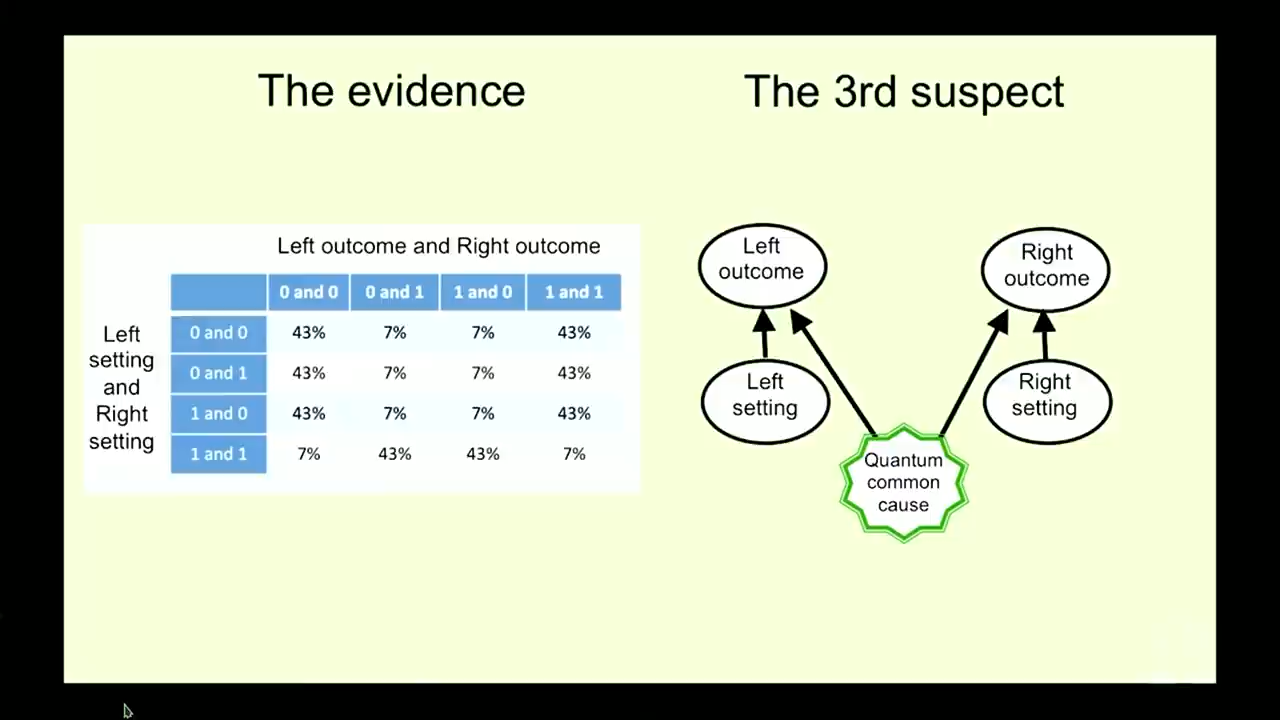 The evidence
The 3rd suspect
Left outcome and Right outcome
0 and 0 0 and 1 1 and 0 1 and 1
Left
setting
and
Right
setting
0 and 0 43% 7% 7% 43%
0 and 1 43% 7% 7% 43%
1 and 0 43% 7% 7% 43%
1 and 1 7% 43% 43% 7%
Left
outcome
Right
outcome
Left
setting
Right
setting
Quantum
common
cause